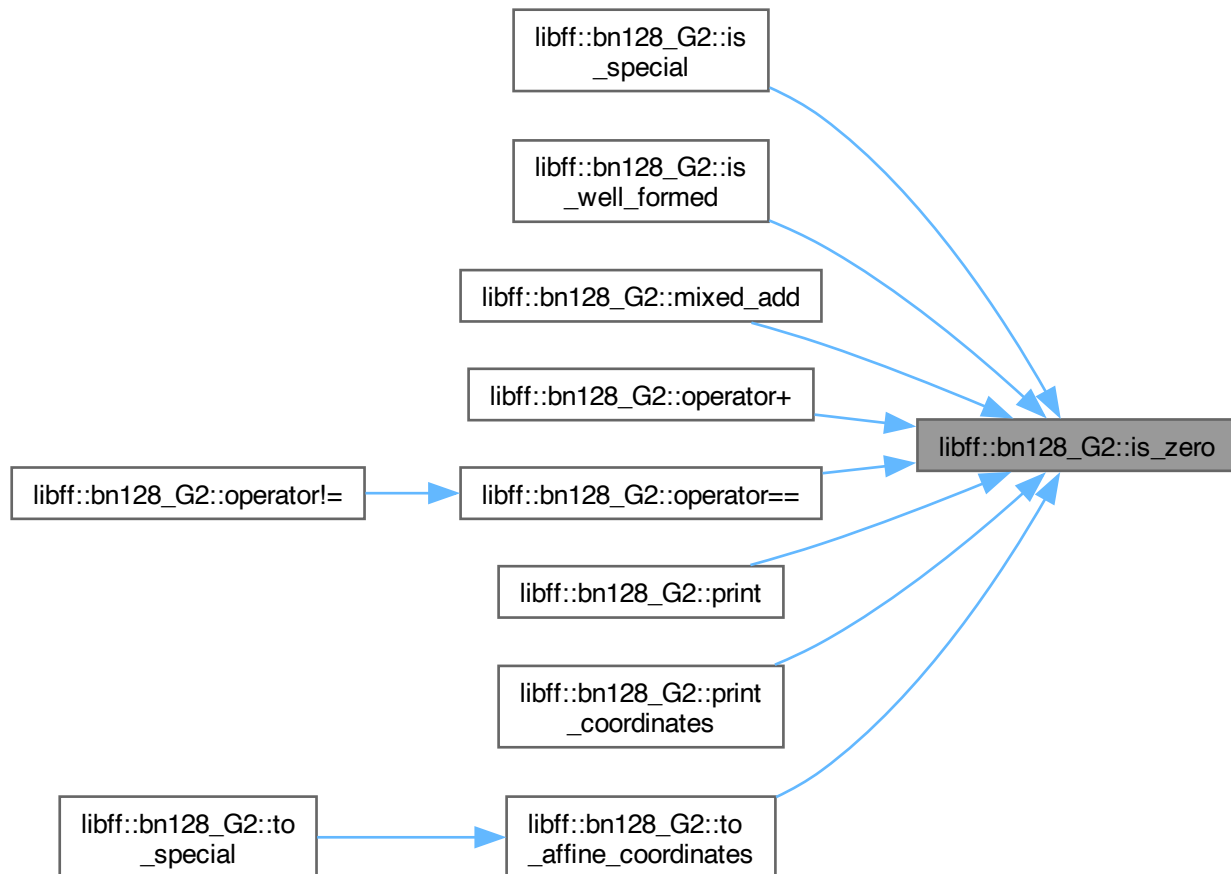 libff::bn128_G2::is
_special
libff::bn128_G2::is
_well_formed
libff::bn128_G2::mixed_add
libff::bn128_G2::operator+
libff::bn128_G2::is_zero
libff::bn128_G2::operator!=
libff::bn128_G2::operator==
libff::bn128_G2::print
libff::bn128_G2::print
_coordinates
libff::bn128_G2::to
_special
libff::bn128_G2::to
_affine_coordinates